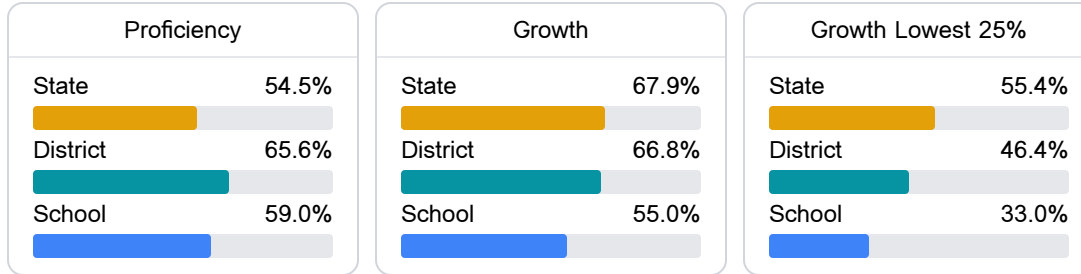 Proficiency
State 54.5%
District 65.6%
School 59.0%
Growth
State 67.9%
District 66.8%
School 55.0%
Growth Lowest 25%
State 55.4%
District 46.4%
School 33.0%